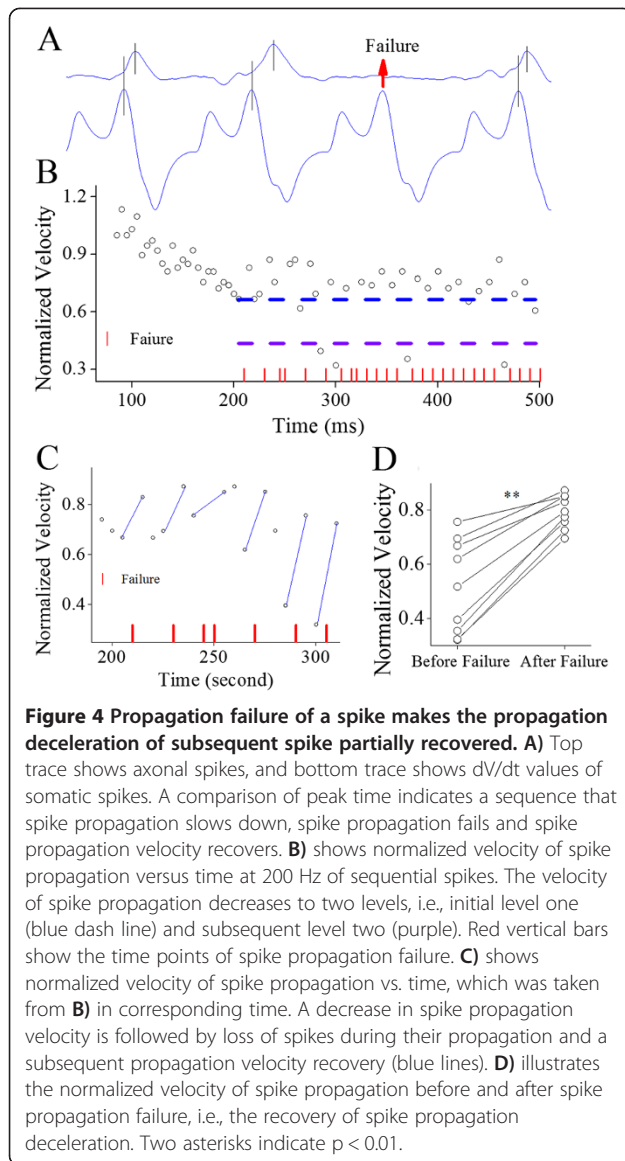 A
Failure
B
1.2
0.9
0.6
0.3
Normalized Velocity
Faiure
100 200 300 400 500
Time (ms)
C
0.8
0.6
0.4
Normalized Velocity
Failure
200 250 300
Time (second)
D
**
0.8
0.6
0.4
Normalized Velocity
Before Failure After Failure
Figure 4 Propagation failure of a spike makes the propagation
deceleration of subsequent spike partially recovered. A) Top
trace shows axonal spikes, and bottom trace shows dV/dt values of
somatic spikes. A comparison of peak time indicates a sequence that
spike propagation slows down, spike propagation fails and spike
propagation velocity recovers. B) shows normalized velocity of spike
propagation versus time at 200 Hz of sequential spikes. The velocity
of spike propagation decreases to two levels, i.e., initial level one
(blue dash line) and subsequent level two (purple). Red vertical bars
show the time points of spike propagation failure. C) shows
normalized velocity of spike propagation vs. time, which was taken
from B) in corresponding time. A decrease in spike propagation
velocity is followed by loss of spikes during their propagation and a
subsequent propagation velocity recovery (blue lines). D) illustrates
the normalized velocity of spike propagation before and after spike
propagation failure, i.e., the recovery of spike propagation
deceleration. Two asterisks indicate p < 0.01.